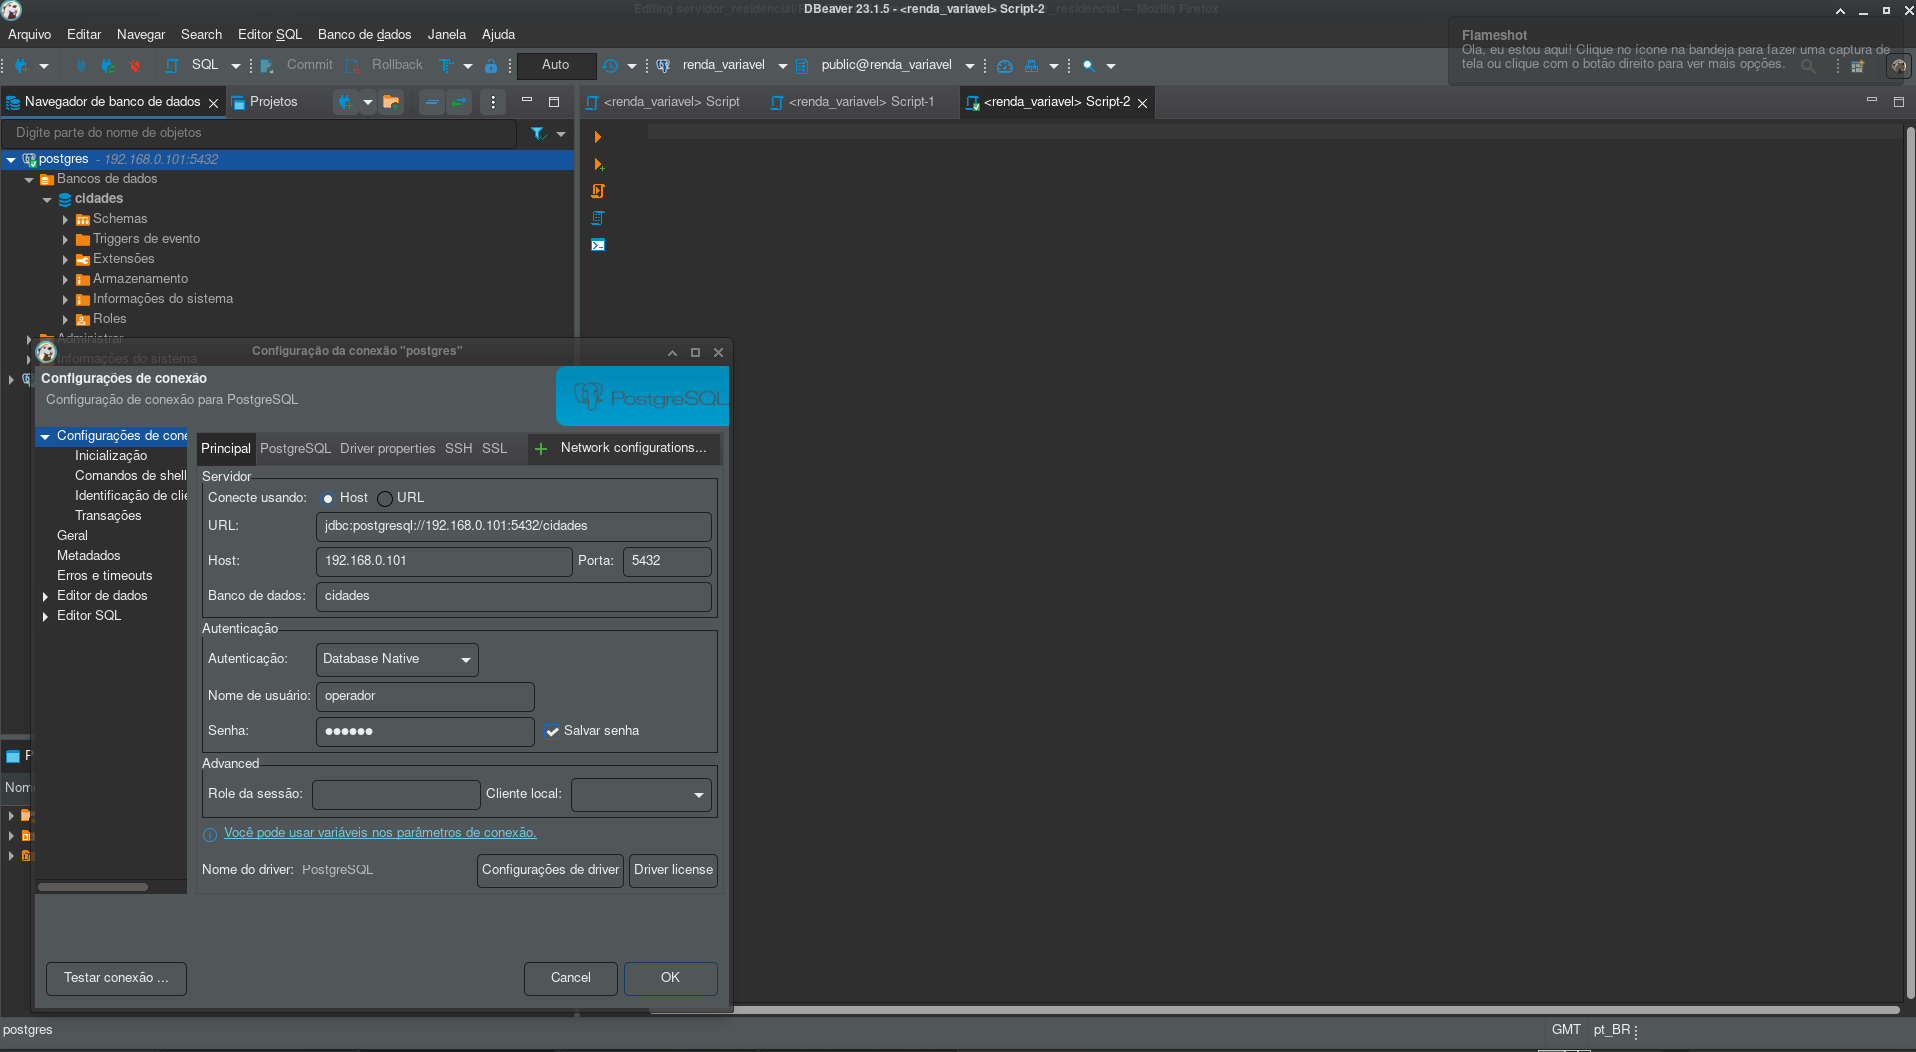 DBeaver 23.1.5 - <renda_variavel> Script-2
Arquivo Editar Navegar Search Editor SQL Banco de dados Janela Ajuda
Flameshot
Ola, eu estou aqui! Clique no ícone na bandeja para fazer uma captura de
tela ou clique com o botão direito para ver mais opções.
SQL Commit Rollback Auto renda_variavel public@renda_variavel
Navegador de banco de dados Projetos
<renda_variavel> Script <renda_variavel> Script-1 <renda_variavel> Script-2
Digite parte do nome de objetos
postgres - 192.168.0.101:5432
Bancos de dados
cidades
Schemas
Triggers de evento
Extensões
Armazenamento
Informações do sistema
Roles
Administrar
Informações do sistema
Configuração da conexão "postgres"
Configurações de conexão
Configuração de conexão para PostgreSQL
PostgreSQL
Configurações de cone
Inicialização
Comandos de shell
Identificação de clie
Transações
Geral
Metadados
Erros e timeouts
Editor de dados
Editor SQL
Principal PostgreSQL Driver properties SSH SSL Network configurations...
Servidor
Conecte usando: Host URL
URL: jdbc:postgresql://192.168.0.101:5432/cidades
Host: 192.168.0.101 Porta: 5432
Banco de dados: cidades
Autenticação
Autenticação: Database Native
Nome de usuário: operador
Senha: ●●●●●● Salvar senha
Advanced
Role da sessão: Cliente local:
Você pode usar variáveis nos parâmetros de conexão.
Nome do driver: PostgreSQL Configurações de driver Driver license
Testar conexão ... Cancel OK
P
Nom
postgres GMT pt_BR